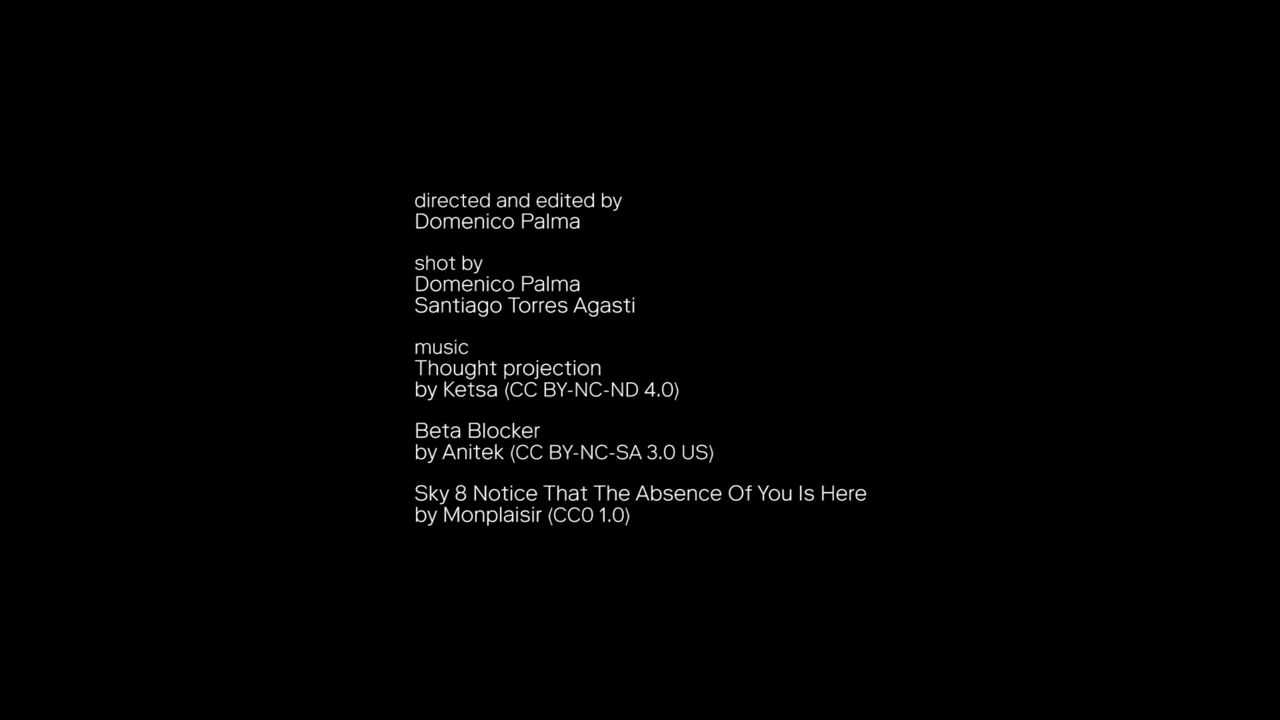 directed and edited by
Domenico Palma
shot by
Domenico Palma
Santiago Torres Agasti
music
Thought projection
by Ketsa (CC BY-NC-ND 4.0)
Beta Blocker
by Anitek (CC BY-NC-SA 3.0 US)
Sky 8 Notice That The Absence Of You Is Here
by Monplaisir (CC0 1.0)